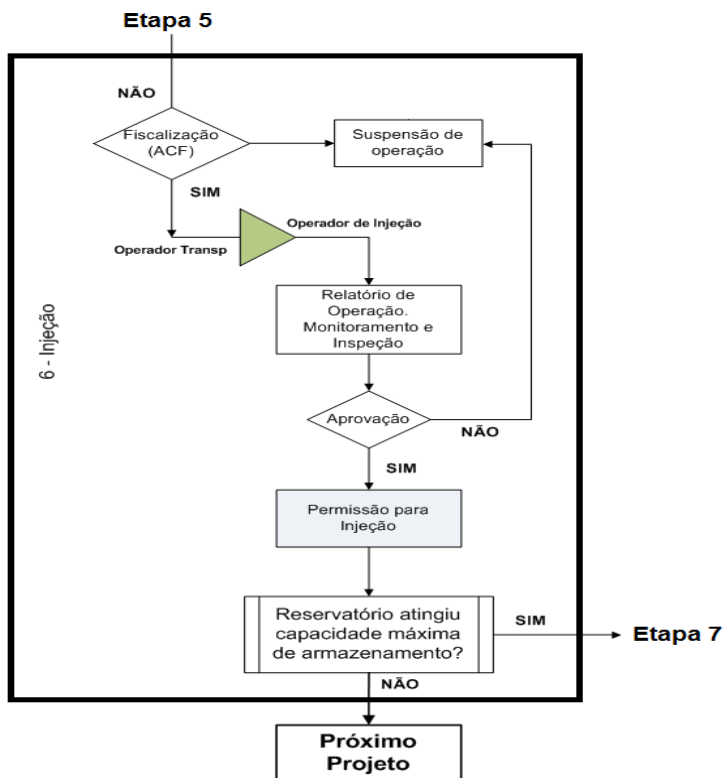 Etapa 5
NÃO
Fiscalização
(ACF)
Suspensão de
operação
SIM
Operador de Injeção
Operador Transp
Relatório de
Operação.
Monitoramento e
Inspeção
6 - Injeção
Aprovação
NÃO
SIM
Permissão para
Injeção
Reservatório atingiu
capacidade máxima
de armazenamento?
SIM
Etapa 7
NÃO
Próximo
Projeto